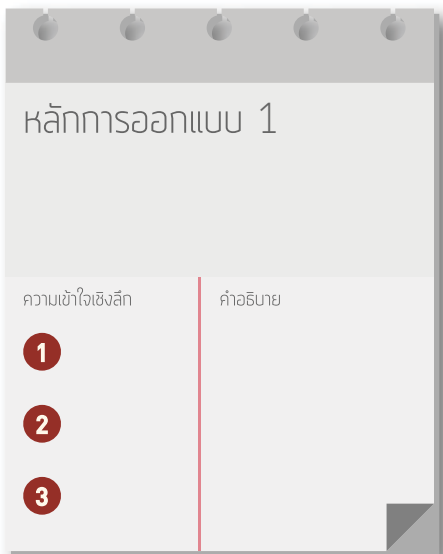 หลักการออกแบบ 1
ความเข้าใจเชิงลึก
คำอธิบาย
1
2
3